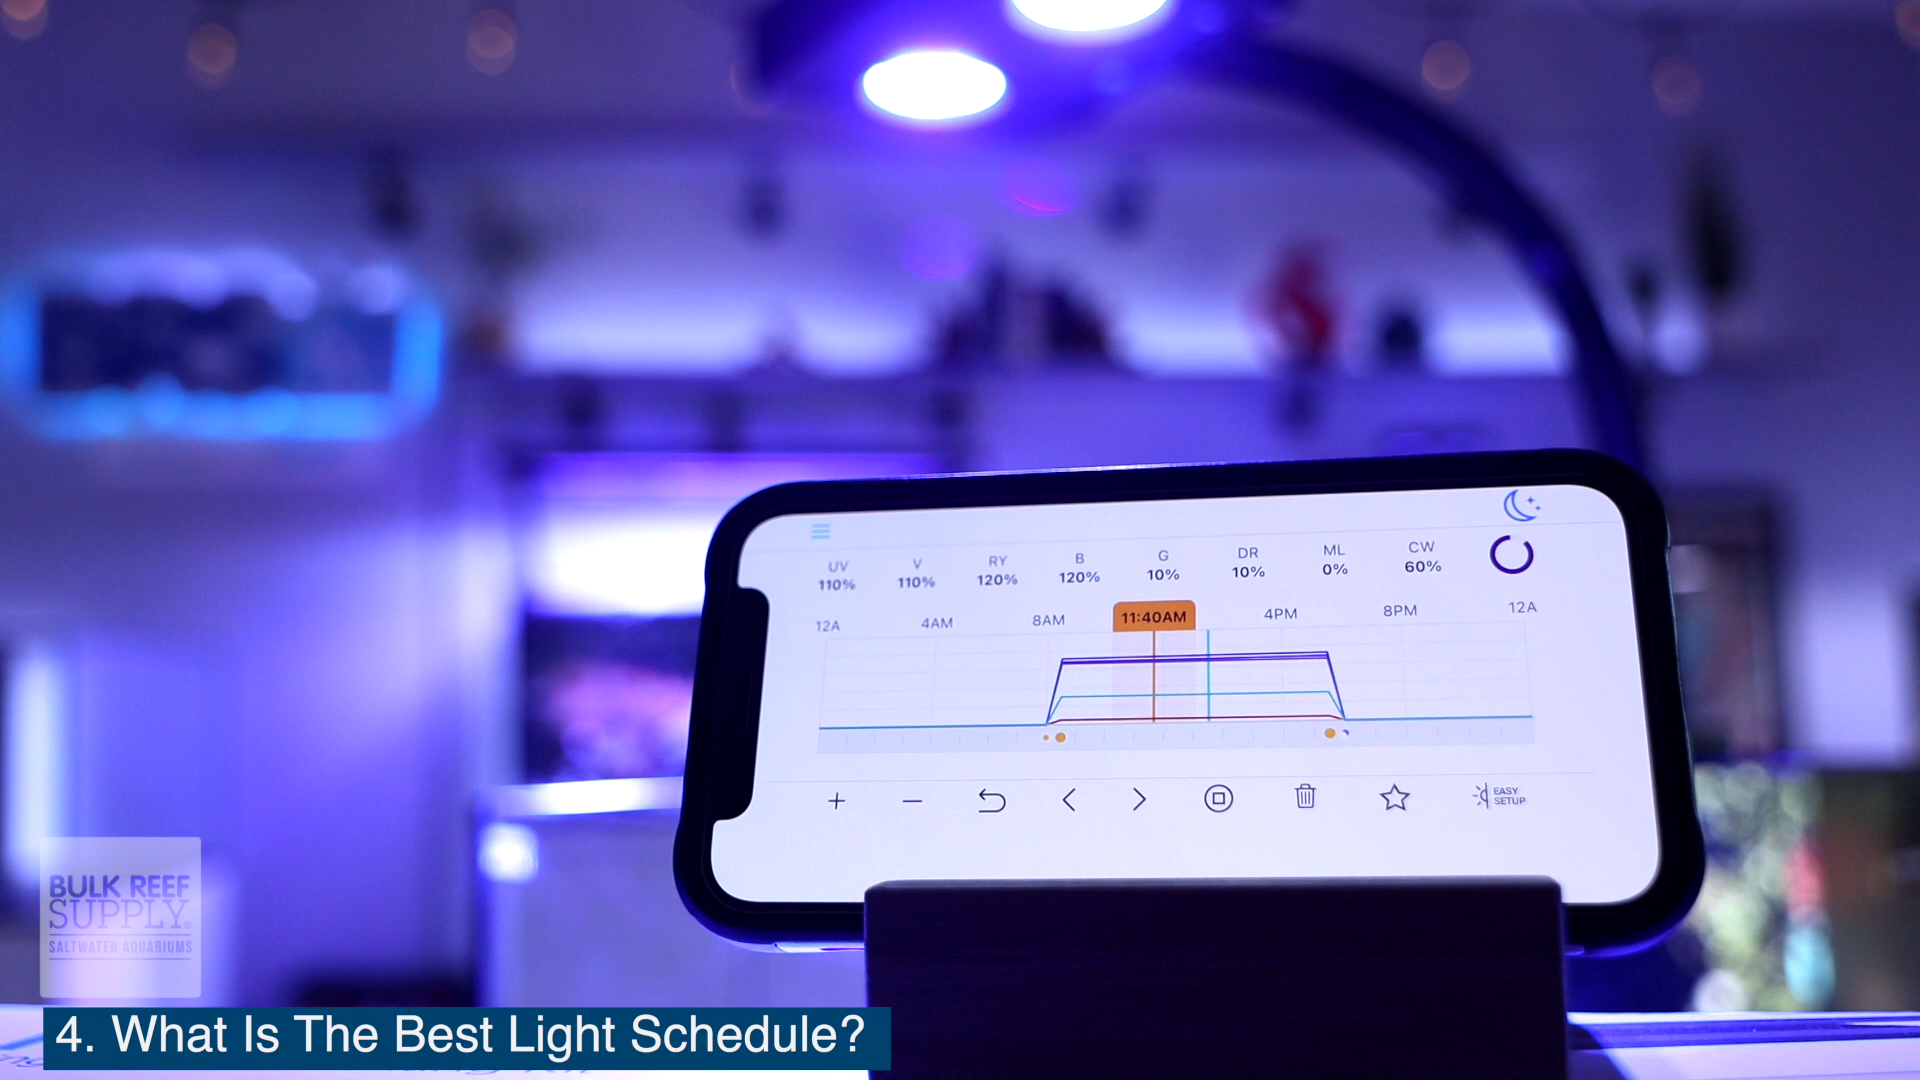 UV V RY B G DR ML CW
110% 110% 120% 120% 10% 10% 0% 60%
12A 4AM 8AM 11:40AM 4PM 8PM 12A
EASY
SETUP
BULK REEF
SUPPLY®
SALTWATER AQUARIUMS
4. What Is The Best Light Schedule?